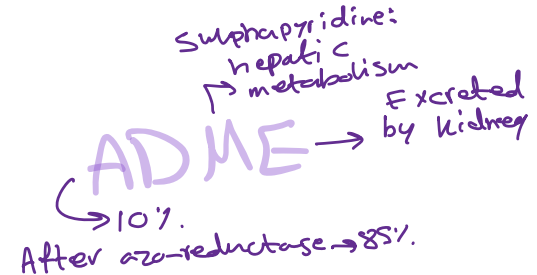 Sulphapyridine:
hepatic
metabolism
Excreted
by Kidney
ADME
10%.
After azo-reductase → 85%.